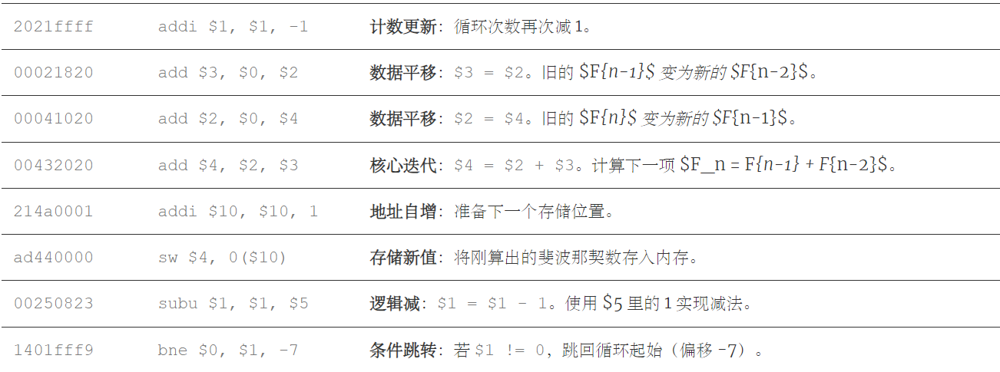 2021ffff addi $1, $1, -1 计数更新：循环次数再次减 1。
00021820 add $3, $0, $2 数据平移：$3 = $2。旧的 $F{n-1}$ 变为新的 $F{n-2}$。
00041020 add $2, $0, $4 数据平移：$2 = $4。旧的 $F{n}$ 变为新的 $F{n-1}$。
00432020 add $4, $2, $3 核心迭代：$4 = $2 + $3。计算下一项 $F_n = F{n-1} + F{n-2}$。
214a0001 addi $10, $10, 1 地址自增：准备下一个存储位置。
ad440000 sw $4, 0($10) 存储新值：将刚算出的斐波那契数存入内存。
00250823 subu $1, $1, $5 逻辑减：$1 = $1 - 1。使用 $5 里的 1 实现减法。
1401fff9 bne $0, $1, -7 条件跳转：若 $1 != 0，跳回循环起始（偏移 -7）。